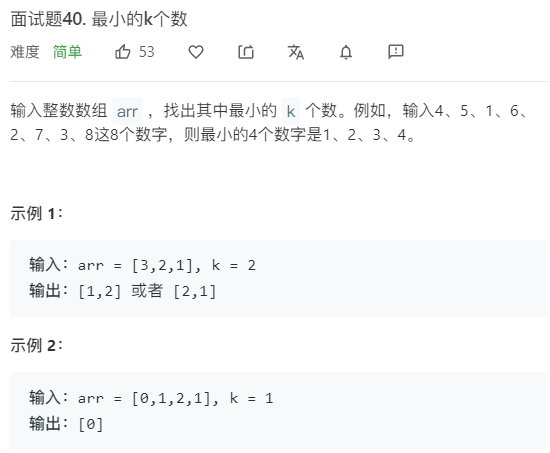 面试题40. 最小的k个数
难度 简单 53
输入整数数组 arr ，找出其中最小的 k 个数。例如，输入4、5、1、6、
2、7、3、8这8个数字，则最小的4个数字是1、2、3、4。
示例 1：
输入：arr = [3,2,1], k = 2
输出：[1,2] 或者 [2,1]
示例 2：
输入：arr = [0,1,2,1], k = 1
输出：[0]